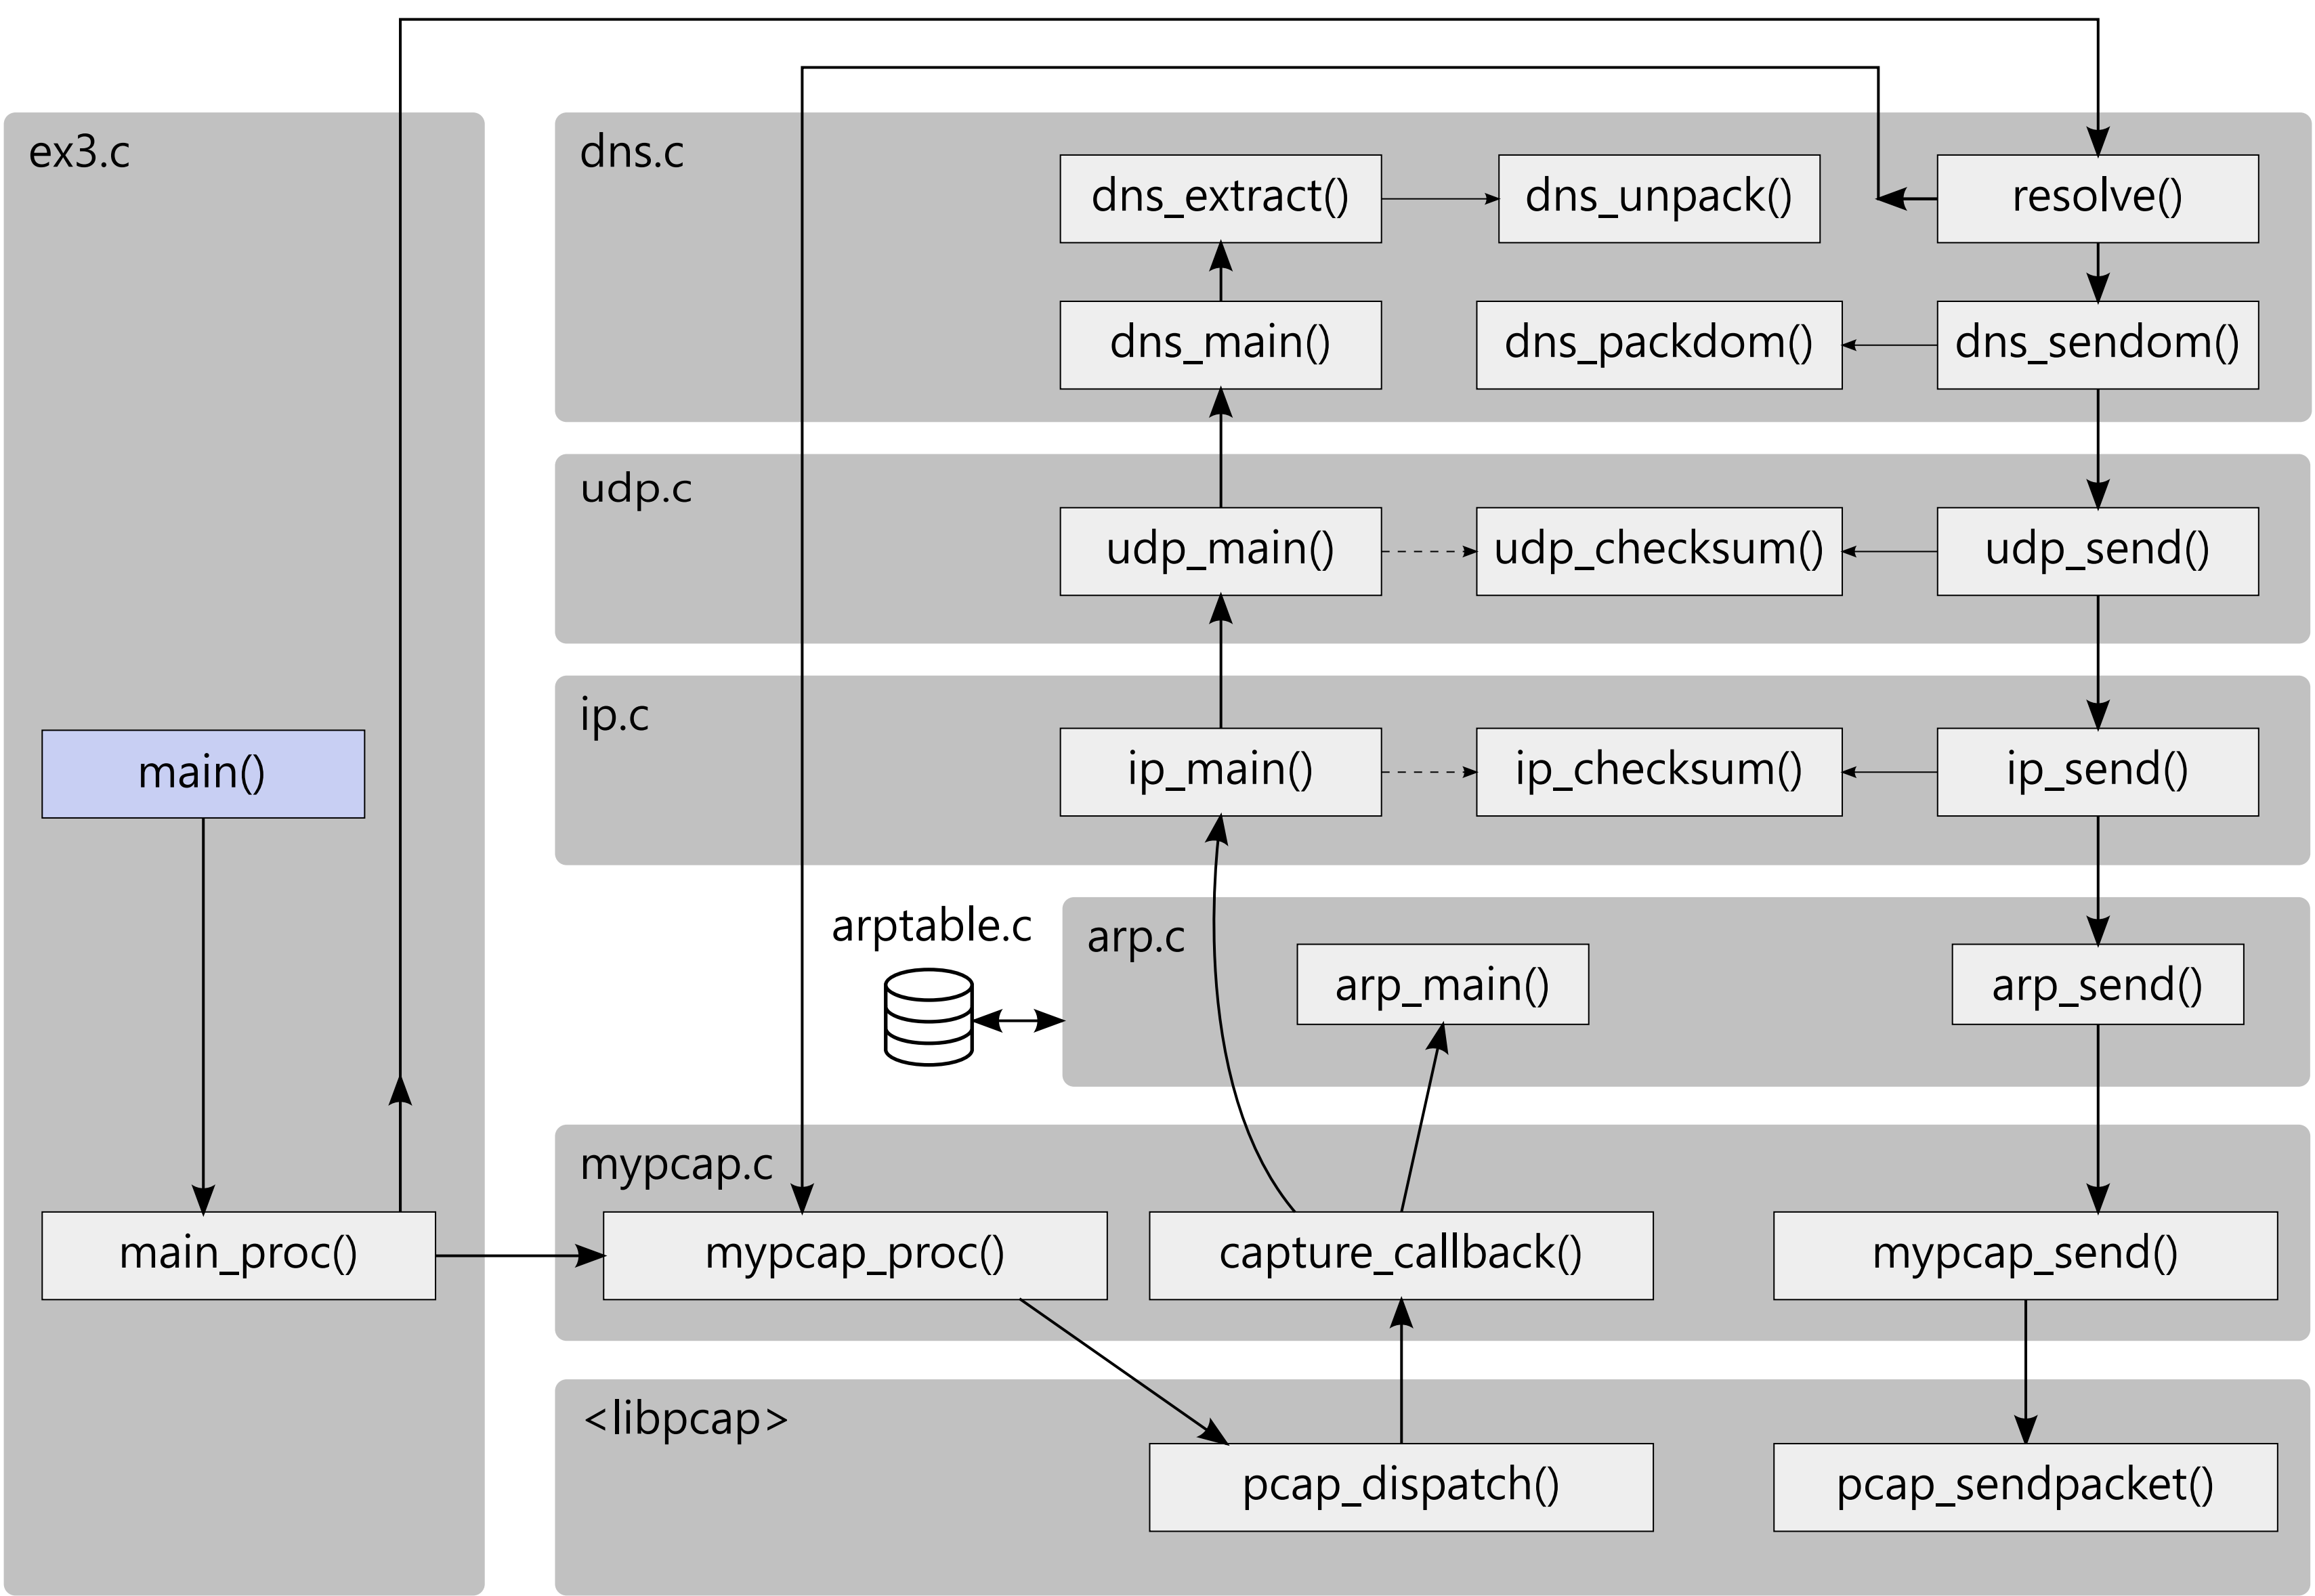 ex3.c
main()
main_proc()
dns.c
dns_extract()
dns_unpack()
resolve()
dns_main()
dns_packdom()
dns_sendom()
udp.c
udp_main()
udp_checksum()
udp_send()
ip.c
ip_main()
ip_checksum()
ip_send()
arptable.c
arp.c
arp_main()
arp_send()
mypcap.c
mypcap_proc()
capture_callback()
mypcap_send()
<libpcap>
pcap_dispatch()
pcap_sendpacket()